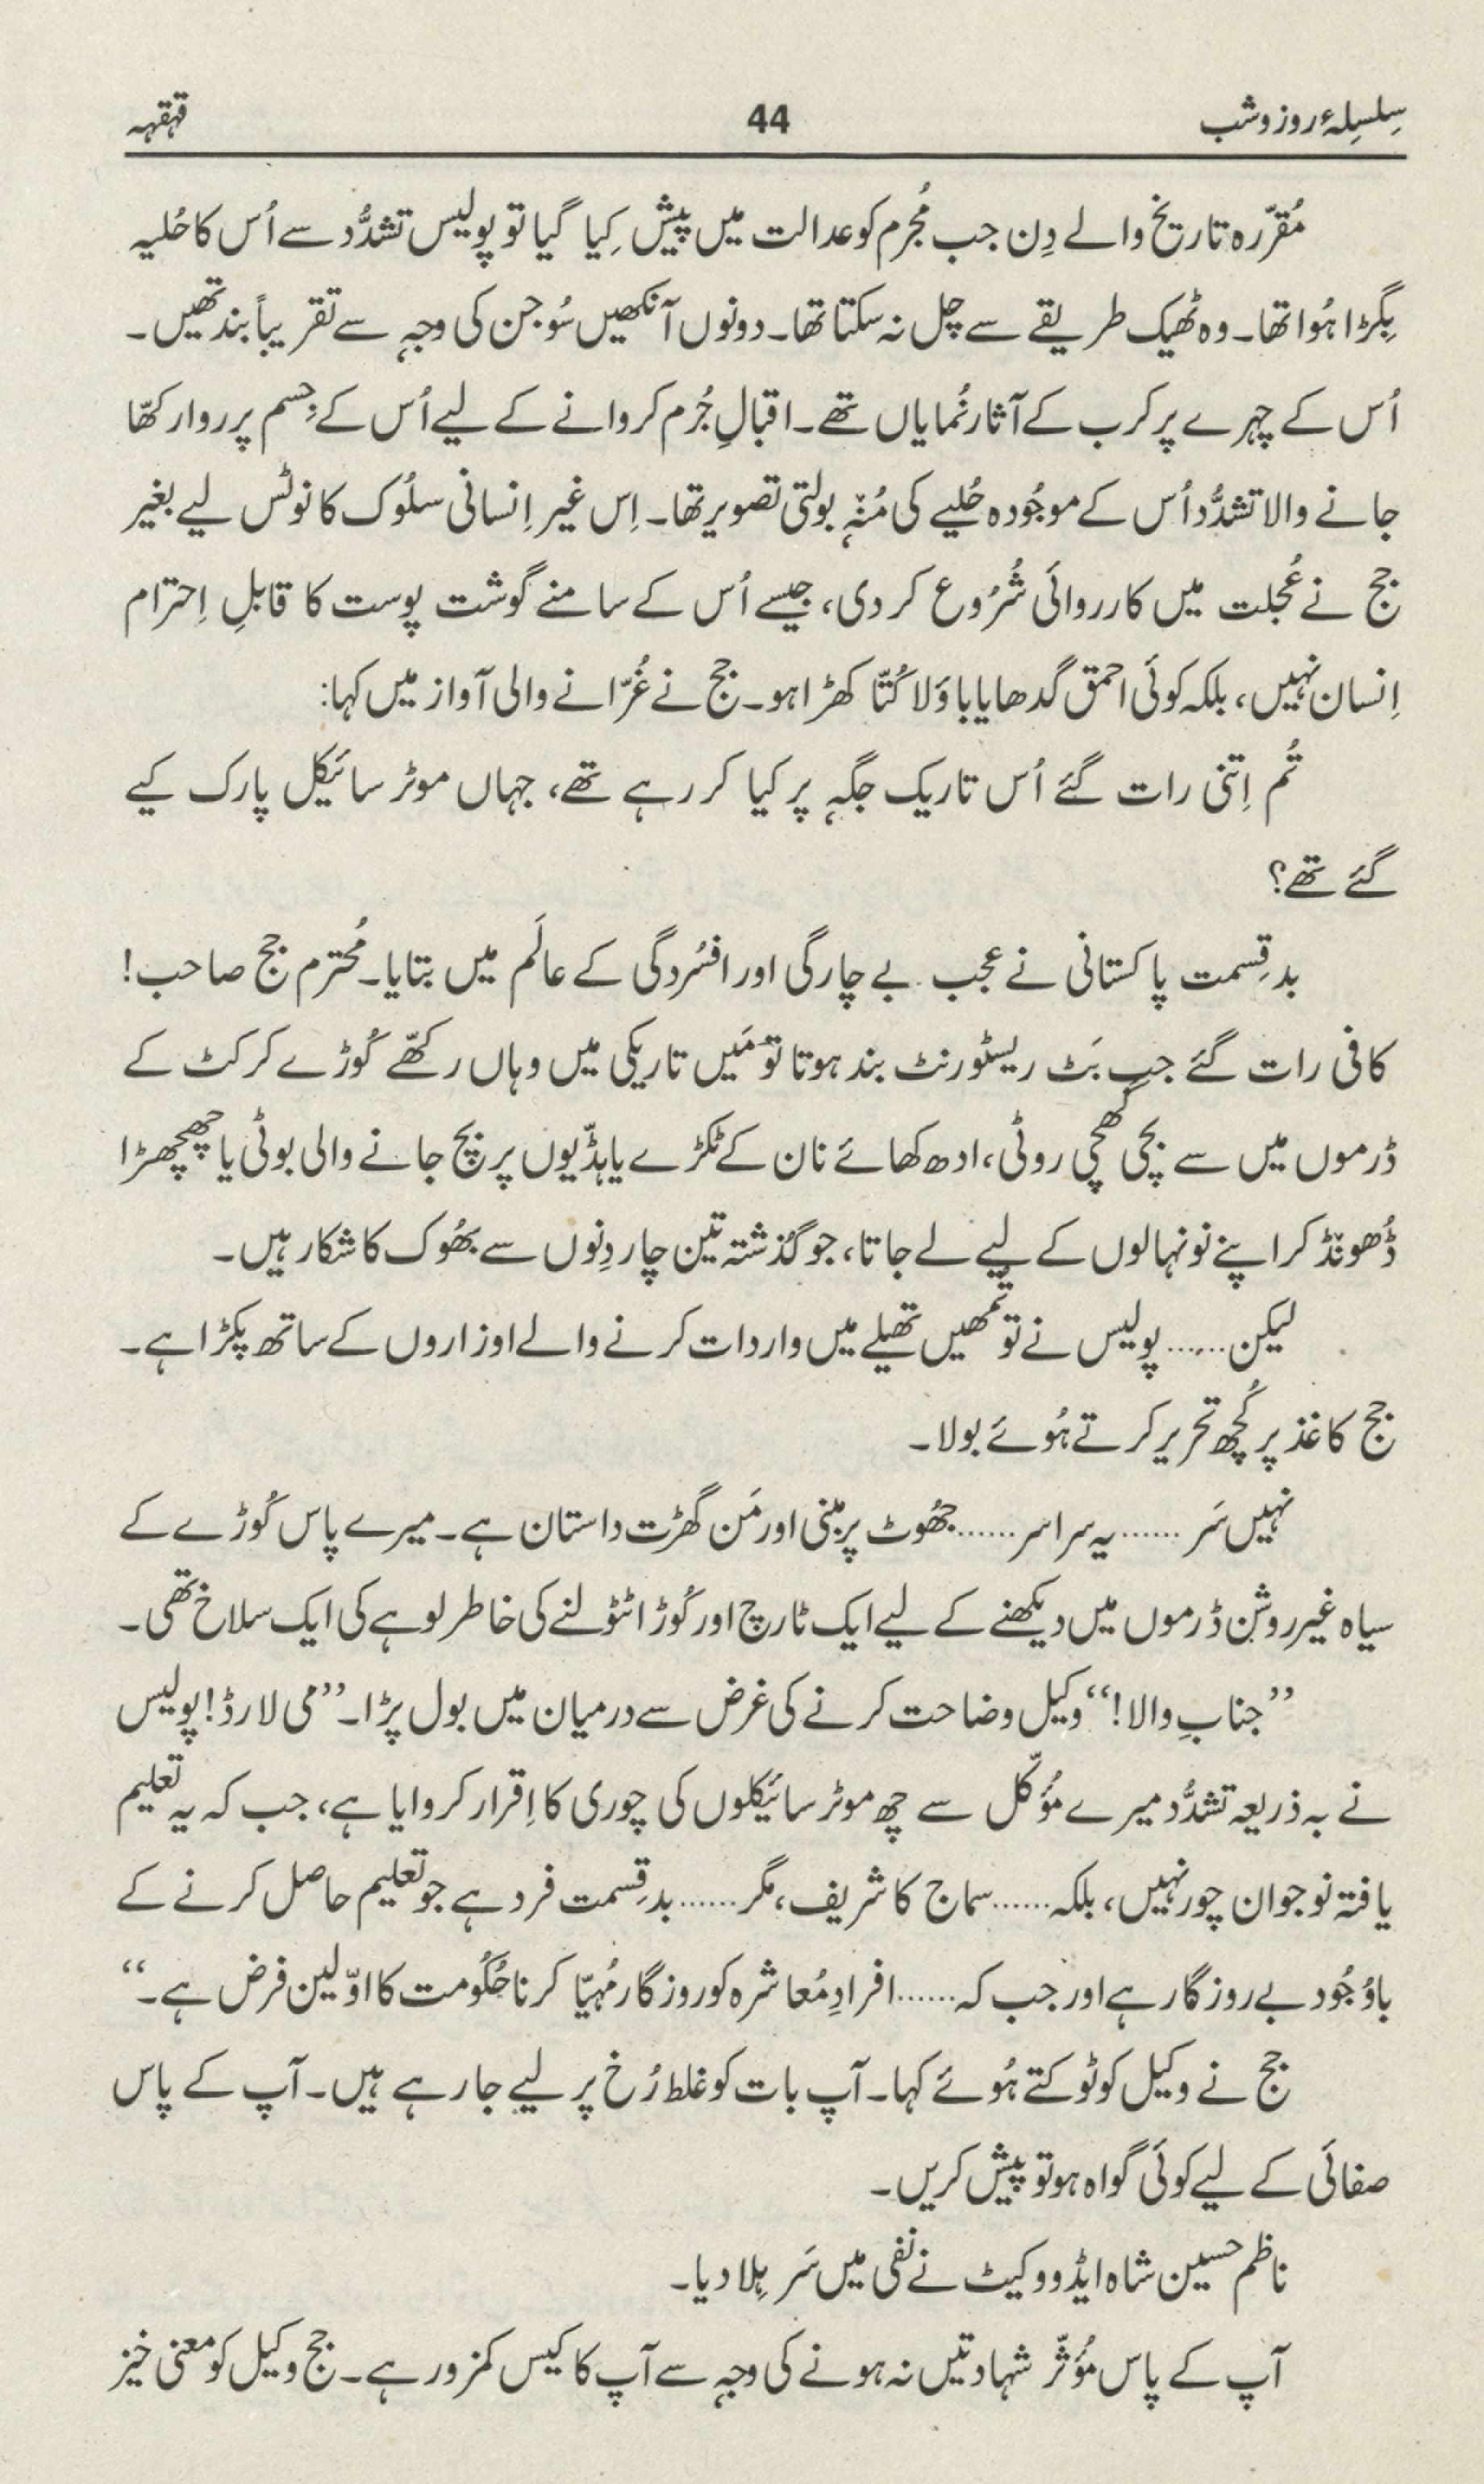 سِلسِلۂ روز و شب 44 قہقہہ
مُقرّرہ تاریخ والے دِن جب مُجرم کو عدالت میں پیش کِیا گیا تو پولیس تشدُّد سے اُس کا حُلیہ
بِگڑا ہُوا تھا۔ وہ ٹھیک طریقے سے چل نہ سکتا تھا۔ دونوں آنکھیں سُوجن کی وجہ سے تقریباً بند تھیں۔
اُس کے چہرے پر کرب کے آثار نُمایاں تھے۔ اقبالِ جُرم کروانے کے لیے اُس کے جِسم پر روا رکھّا
جانے والا تشدُّد اُس کے موجُودہ حُلیے کی مُنہ بولتی تصویر تھا۔ اِس غیر اِنسانی سلُوک کا نوٹس لیے بغیر
جج نے عُجلت میں کارروائی شُرُوع کر دی، جیسے اُس کے سامنے گوشت پوست کا قابلِ اِحترام
اِنسان نہیں، بلکہ کوئی احمق گدھا یا باؤلا کُتّا کھڑا ہو۔ جج نے غُرّانے والی آواز میں کہا:
تُم اِتنی رات گئے اُس تاریک جگہ پر کیا کر رہے تھے، جہاں موٹر سائیکل پارک کیے
گئے تھے؟
بدقِسمت پاکستانی نے عجب بے چارگی اور افسُردگی کے عالَم میں بتایا۔ مُحترم جج صاحب!
کافی رات گئے جب بَٹ ریسٹورنٹ بند ہوتا تو مَیں تاریکی میں وہاں رکھّے کُوڑے کرکٹ کے
ڈرموں میں سے بچی کھچی روٹی، ادھ کھائے نان کے ٹکڑے یا ہڈّیوں پر بچ جانے والی بوٹی یا چھیچھڑا
ڈُھونڈ کر اپنے نونہالوں کے لیے لے جاتا، جو گُذشتہ تین چار دِنوں سے بھُوک کا شکار ہیں۔
لیکن...... پولیس نے تو تُمھیں تھیلے میں واردات کرنے والے اوزاروں کے ساتھ پکڑا ہے۔
جج کاغذ پر کُچھ تحریر کرتے ہُوئے بولا۔
نہیں سَر ...... یہ سراسر ...... جھُوٹ پر مبنی اور مَن گھڑت داستان ہے۔ میرے پاس کُوڑے کے
سیاہ غیر روشن ڈرموں میں دیکھنے کے لیے ایک ٹارچ اور کُوڑا ٹٹولنے کی خاطر لوہے کی ایک سلاخ تھی۔
”جنابِ والا!“ وکیل وضاحت کرنے کی غرض سے درمیان میں بول پڑا۔ ”می لارڈ! پولیس
نے بہ ذریعہ تشدُّد میرے مُؤکّل سے چھ موٹر سائیکلوں کی چوری کا اِقرار کروایا ہے، جب کہ یہ تعلیم
یافتہ نوجوان چور نہیں، بلکہ...... سماج کا شریف، مگر...... بدقِسمت فرد ہے جو تعلیم حاصل کرنے کے
باوُجُود بے روزگار ہے اور جب کہ...... افرادِ مُعاشرہ کو روزگار مُہیّا کرنا حُکُومت کا اوّلین فرض ہے۔“
جج نے وکیل کو ٹوکتے ہُوئے کہا۔ آپ بات کو غلط رُخ پر لیے جا رہے ہیں۔ آپ کے پاس
صفائی کے لیے کوئی گواہ ہو تو پیش کریں۔
ناظم حسین شاہ ایڈووکیٹ نے نفی میں سَر ہِلا دیا۔
آپ کے پاس مُؤثّر شہادتیں نہ ہونے کی وجہ سے آپ کا کیس کمزور ہے۔ جج وکیل کو معنی خیز